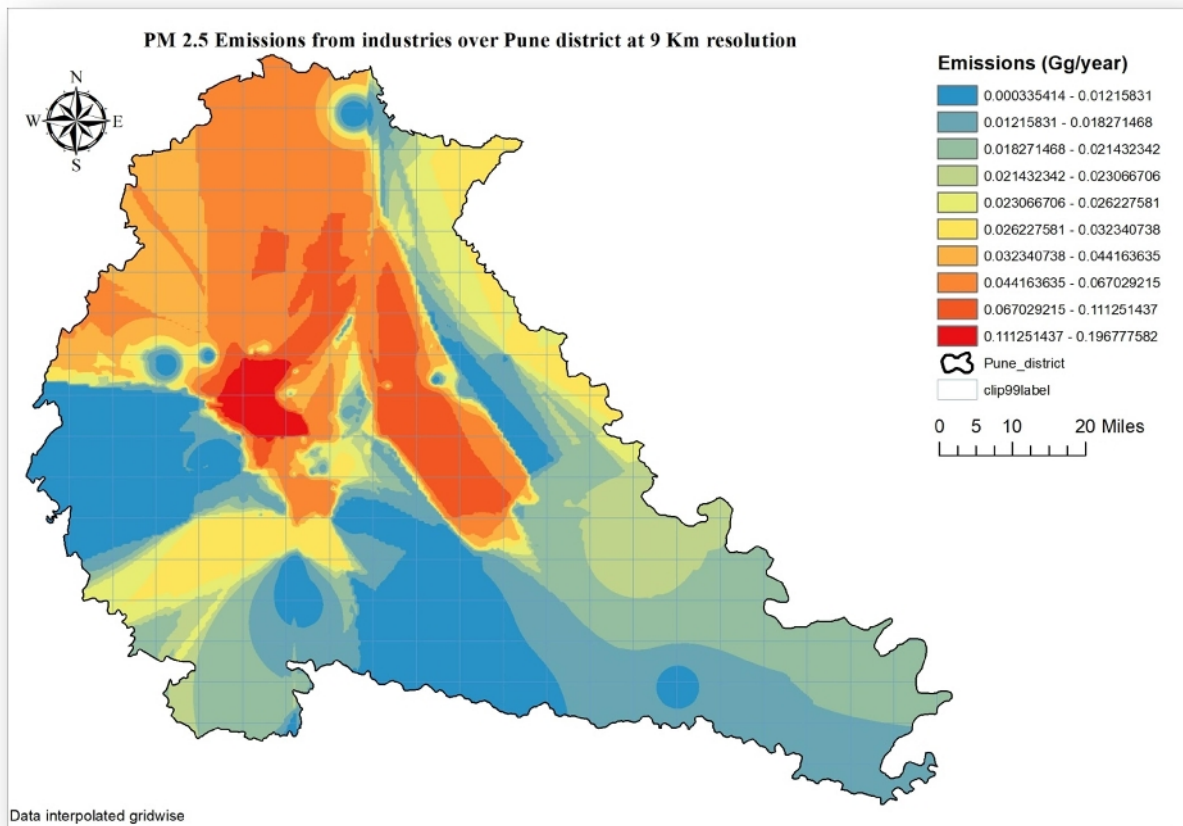 PM 2.5 Emissions from industries over Pune district at 9 Km resolution
N
W E
S
Emissions (Gg/year)
0.000335414 - 0.01215831
0.01215831 - 0.018271468
0.018271468 - 0.021432342
0.021432342 - 0.023066706
0.023066706 - 0.026227581
0.026227581 - 0.032340738
0.032340738 - 0.044163635
0.044163635 - 0.067029215
0.067029215 - 0.111251437
0.111251437 - 0.196777582
Pune_district
clip99label
0 5 10 20 Miles
Data interpolated gridwise